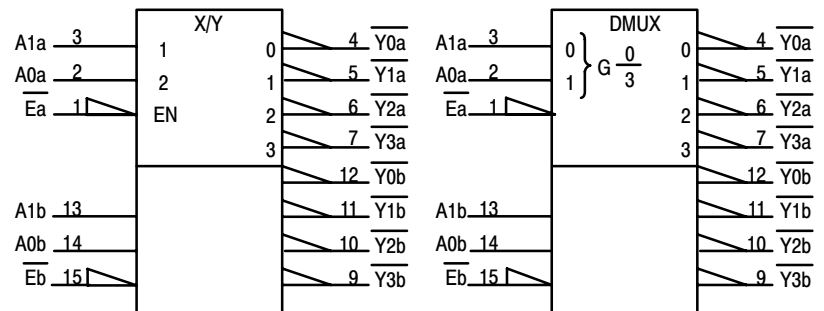 X/Y
A1a 3 1 0 4 Y0a
A0a 2 2 1 5 Y1a
Ea 1 EN 2 6 Y2a
3 7 Y3a
12 Y0b
A1b 13 11 Y1b
A0b 14 10 Y2b
Eb 15 9 Y3b
DMUX
A1a 3 0 } G 0/3 0 4 Y0a
A0a 2 1 1 5 Y1a
Ea 1 2 6 Y2a
3 7 Y3a
12 Y0b
A1b 13 11 Y1b
A0b 14 10 Y2b
Eb 15 9 Y3b